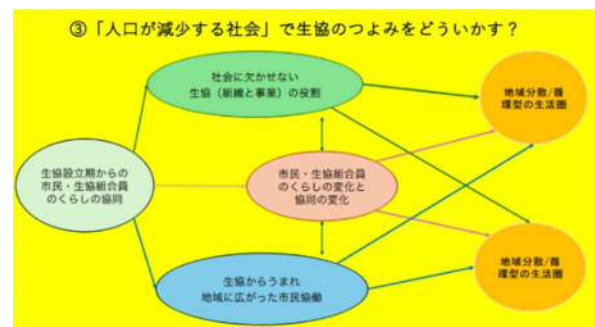 ③「人口が減少する社会」で生協のつよみをどういかす？
社会に欠かせない
生協（組織と事業）の役割
地域分散/循
環型の生活圏
生協設立期からの
市民・生協組合員
のくらしの協同
市民・生協組合員
のくらしの変化と
協同の変化
生協からうまれ
地域に広がった市民協働
地域分散/循
環型の生活圏